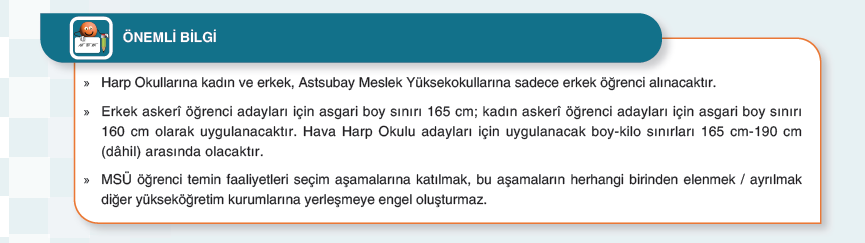 ÖNEMLİ BİLGİ
» Harp Okullarına kadın ve erkek, Astsubay Meslek Yüksekokullarına sadece erkek öğrenci alınacaktır.
» Erkek askerî öğrenci adayları için asgari boy sınırı 165 cm; kadın askerî öğrenci adayları için asgari boy sınırı
160 cm olarak uygulanacaktır. Hava Harp Okulu adayları için uygulanacak boy-kilo sınırları 165 cm-190 cm
(dâhil) arasında olacaktır.
» MSÜ öğrenci temin faaliyetleri seçim aşamalarına katılmak, bu aşamaların herhangi birinden elenmek / ayrılmak
diğer yükseköğretim kurumlarına yerleşmeye engel oluşturmaz.